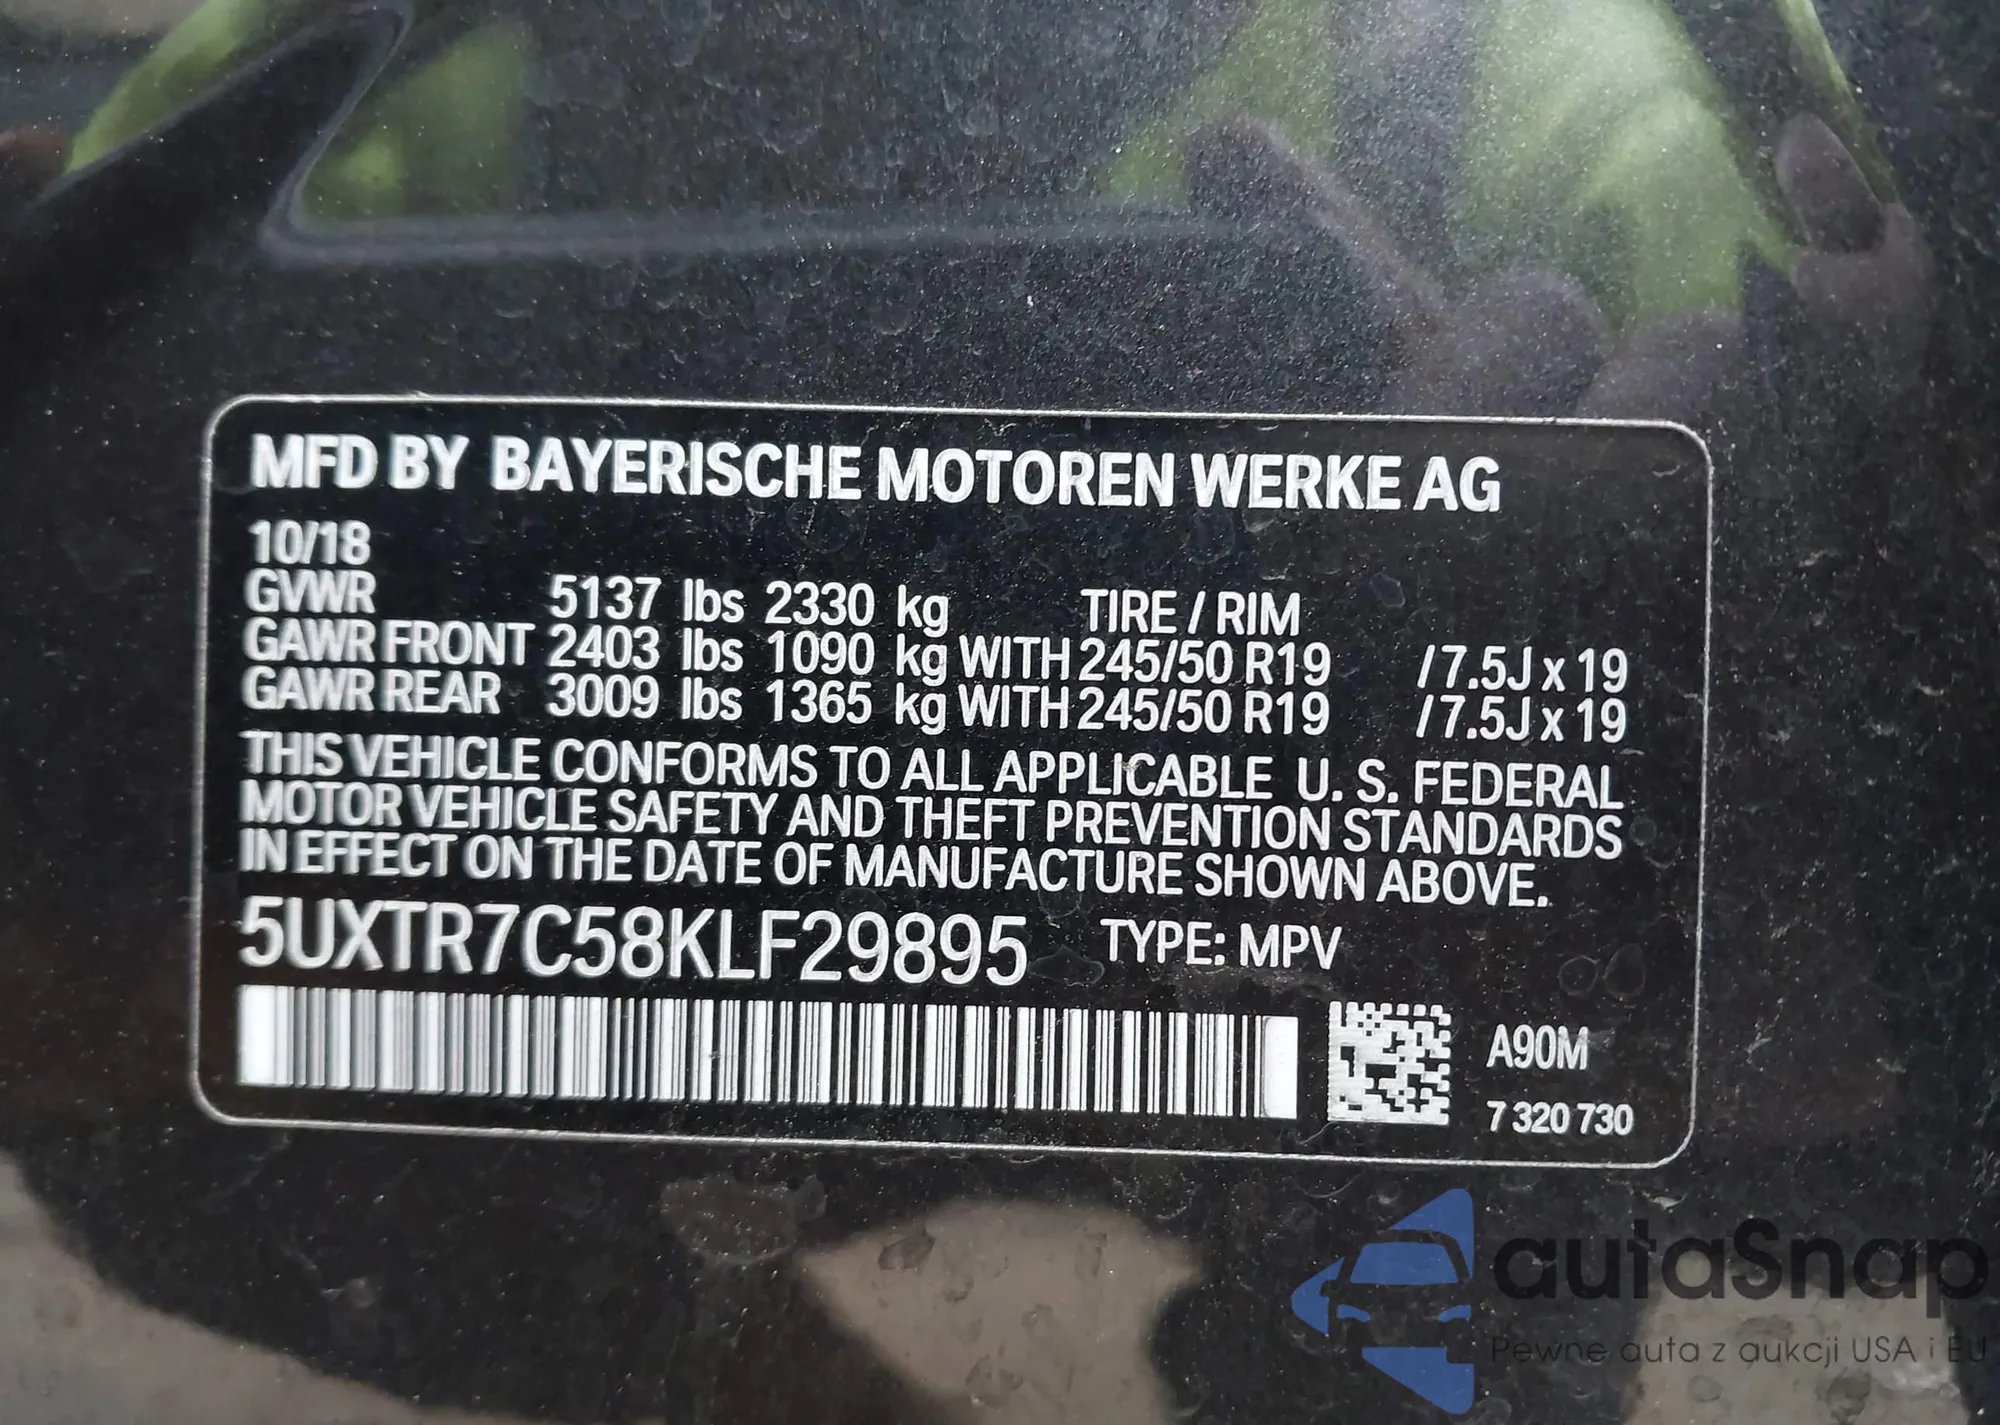 MFD BY BAYERISCHE MOTOREN WERKE AG
10/18
GVWR 5137 lbs 2330 kg TIRE / RIM
GAWR FRONT 2403 lbs 1090 kg WITH 245/50 R19 /7.5J x 19
GAWR REAR 3009 lbs 1365 kg WITH 245/50 R19 /7.5J x 19
THIS VEHICLE CONFORMS TO ALL APPLICABLE U. S. FEDERAL
MOTOR VEHICLE SAFETY AND THEFT PREVENTION STANDARDS
IN EFFECT ON THE DATE OF MANUFACTURE SHOWN ABOVE.
5UXTR7C58KLF29895 TYPE: MPV
A90M
7 320 730
autaSnap
Pewne auta z aukcji USA i EU